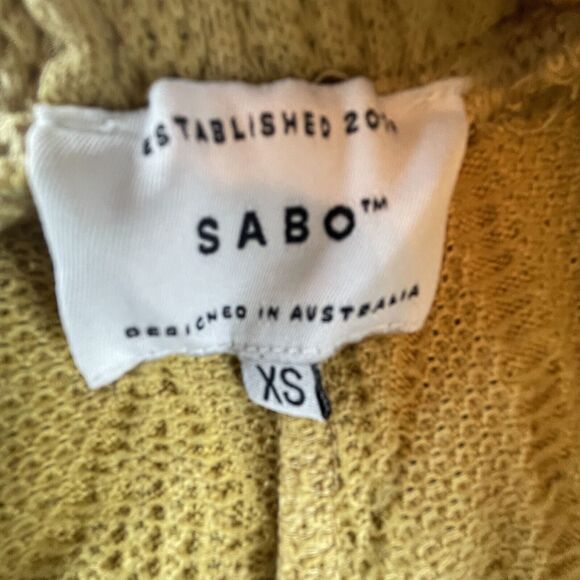 ESTABLISHED
SABO™
DESIGNED IN AUSTRALIA
XS